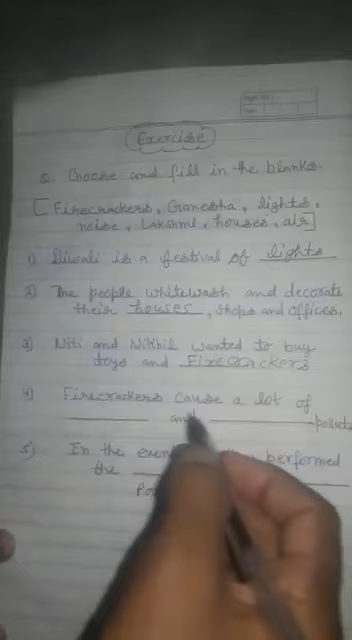 Exercise
Q. Choose and fill in the blanks.
[Firecrackers, Ganesha, lights,
noise, Lakshmi, houses, air]
1) Diwali is a festival of lights
2) The people whitewash and decorate
their houses, shops and offices.
3) Niti and Nikhil wanted to buy
toys and Firecrackers
4) Firecrackers cause a lot of
and
5) In the performed
the